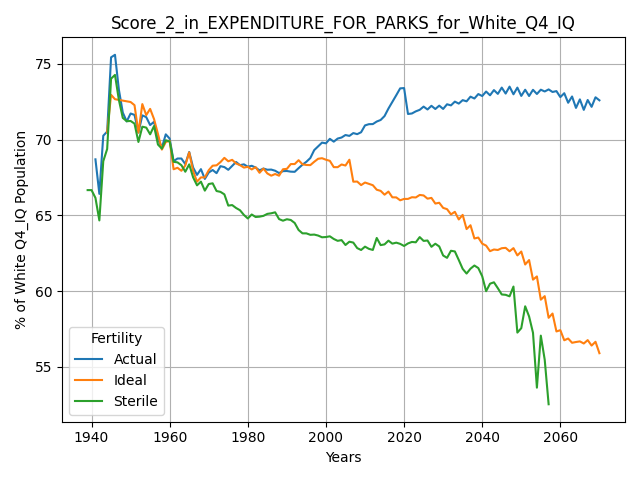 Score_2_in_EXPENDITURE_FOR_PARKS_for_White_Q4_IQ
% of White Q4_IQ Population
75
70
65
60
55
Fertility
Actual
Ideal
Sterile
1940 1960 1980 2000 2020 2040 2060
Years